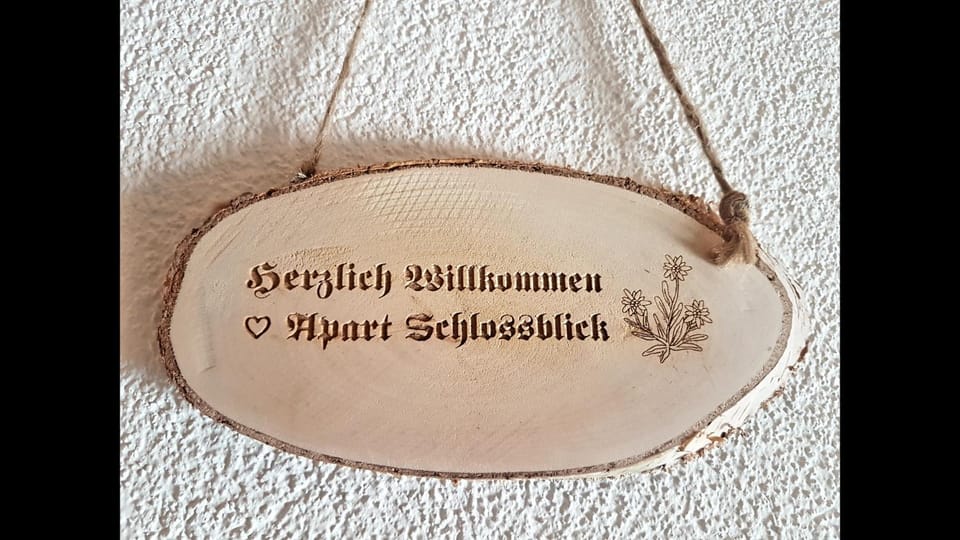 Herzlich Willkommen
♡ Apart Schlossblick